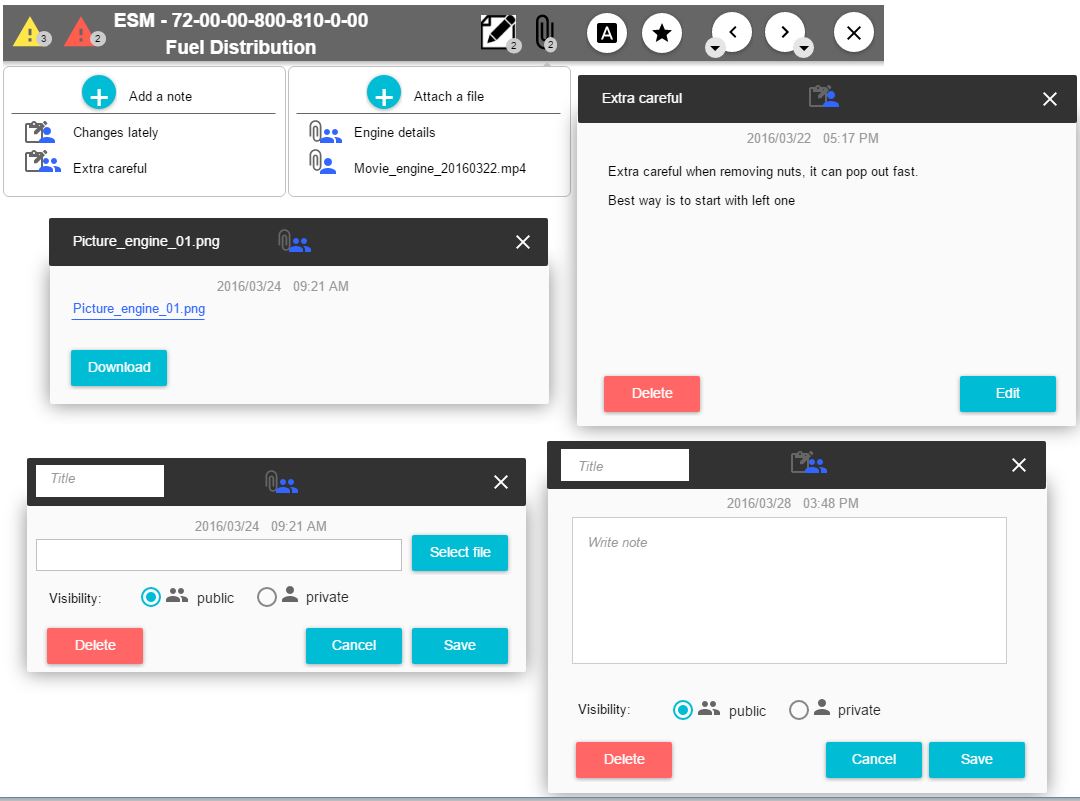 ESM - 72-00-00-800-810-0-00
Fuel Distribution
3
2
2
2
A
Add a note
Changes lately
Extra careful
Attach a file
Engine details
Movie_engine_20160322.mp4
Extra careful
2016/03/22 05:17 PM
Extra careful when removing nuts, it can pop out fast.
Best way is to start with left one
Delete
Edit
Picture_engine_01.png
2016/03/24 09:21 AM
Picture_engine_01.png
Download
Title
2016/03/24 09:21 AM
Select file
Visibility: public private
Delete Cancel Save
Title
2016/03/28 03:48 PM
Write note
Visibility: public private
Delete Cancel Save